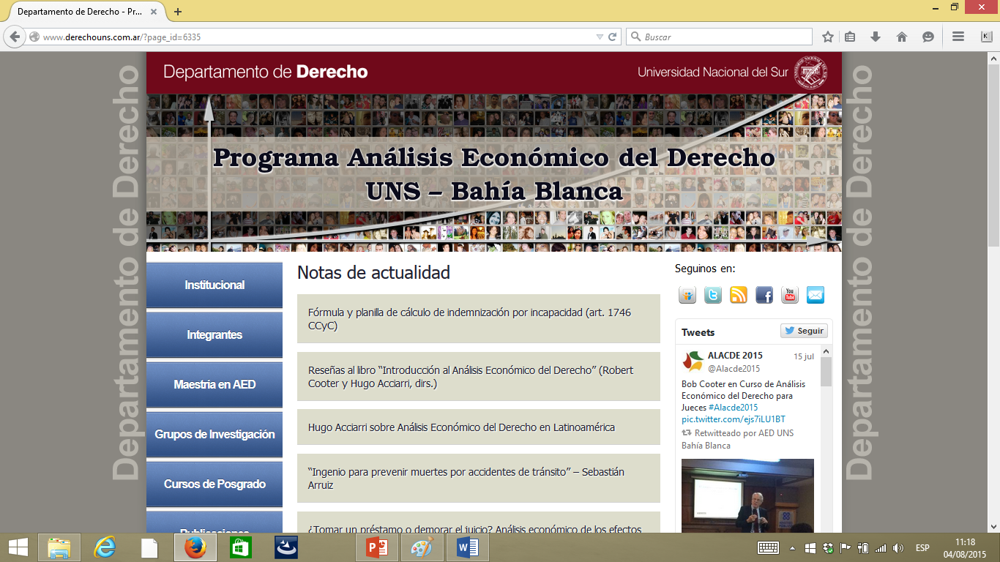 Departamento de Derecho - Pr...
www.derechouns.com.ar/?page_id=6335
Buscar
Departamento de Derecho
Universidad Nacional del Sur
Departamento de Derecho
Departamento de Derecho
Programa Análisis Económico del Derecho
UNS – Bahía Blanca
Institucional
Integrantes
Maestría en AED
Grupos de Investigación
Cursos de Posgrado
Publicaciones
Notas de actualidad
Fórmula y planilla de cálculo de indemnización por incapacidad (art. 1746
CCyC)
Reseñas al libro “Introducción al Análisis Económico del Derecho” (Robert
Cooter y Hugo Acciarri, dirs.)
Hugo Acciarri sobre Análisis Económico del Derecho en Latinoamérica
“Ingenio para prevenir muertes por accidentes de tránsito” – Sebastián
Arruiz
¿Tomar un préstamo o demorar el juicio? Análisis económico de los efectos
Seguinos en:
You
Tube
Tweets
Seguir
ALACDE 2015
15 jul
@Alacde2015
Bob Cooter en Curso de Análisis
Económico del Derecho para
Jueces #Alacde2015
pic.twitter.com/ejs7iLU1BT
Retwitteado por AED UNS
Bahía Blanca
ESP
11:18
04/08/2015